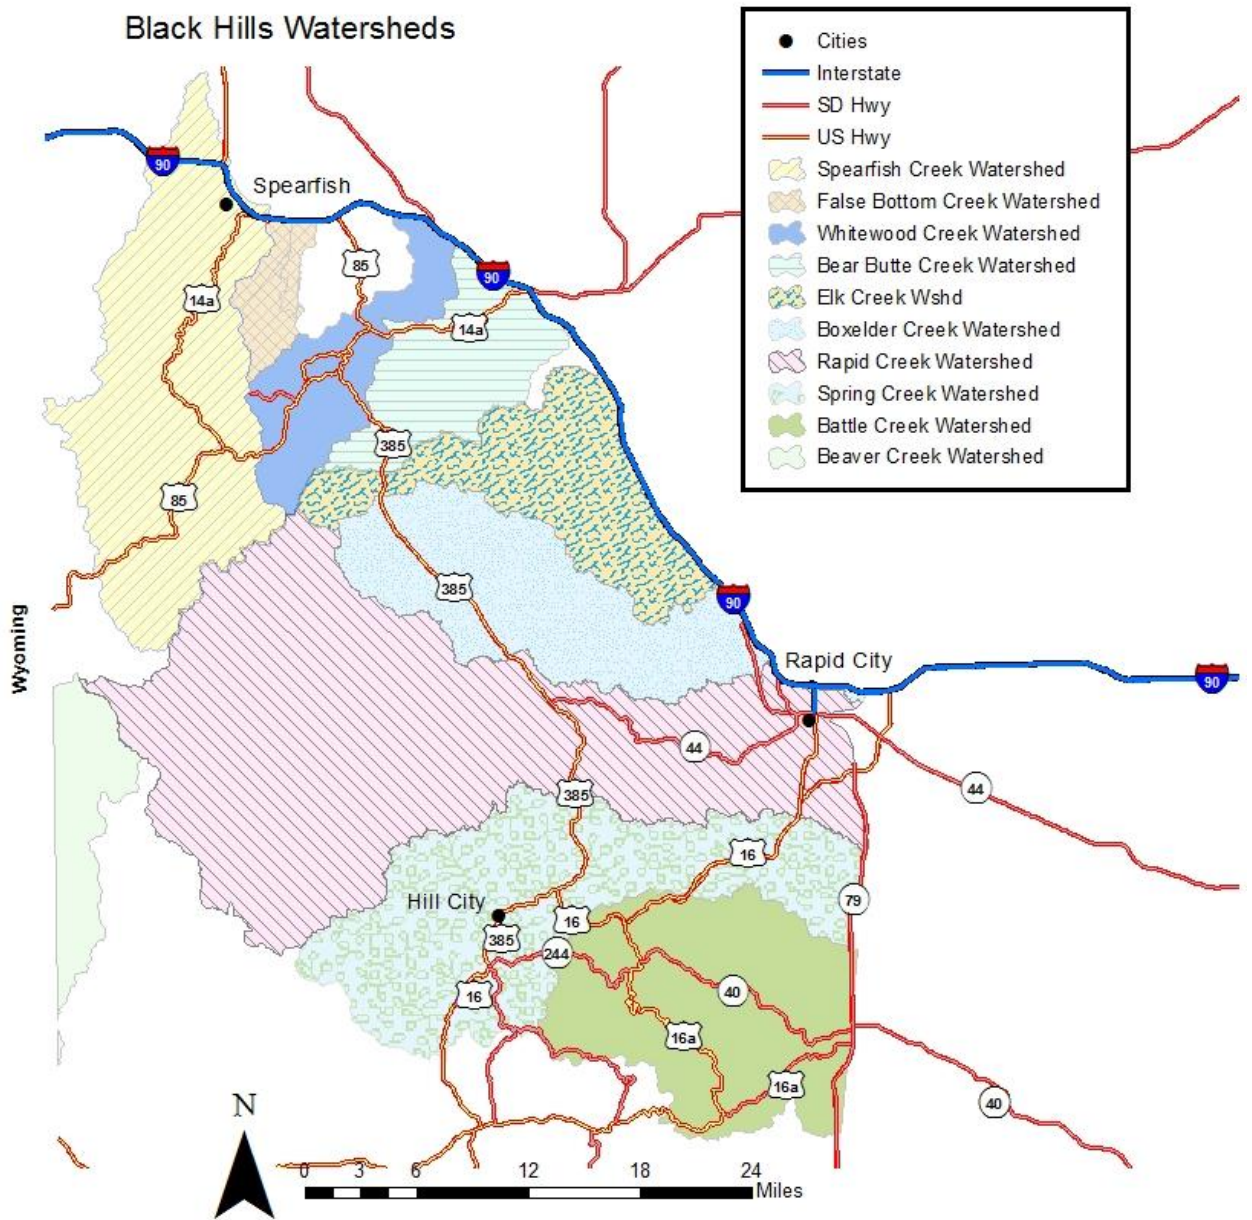 Black Hills Watersheds
Cities
Interstate
SD Hwy
US Hwy
Spearfish Creek Watershed
False Bottom Creek Watershed
Whitewood Creek Watershed
Bear Butte Creek Watershed
Elk Creek Wshd
Boxelder Creek Watershed
Rapid Creek Watershed
Spring Creek Watershed
Battle Creek Watershed
Beaver Creek Watershed
90
Spearfish
85
90
14a
14a
385
85
385
90
Wyoming
Rapid City
90
44
385
44
16
79
Hill City
16
385
244
16
40
16a
16a
40
N
0 3 6 12 18 24
Miles